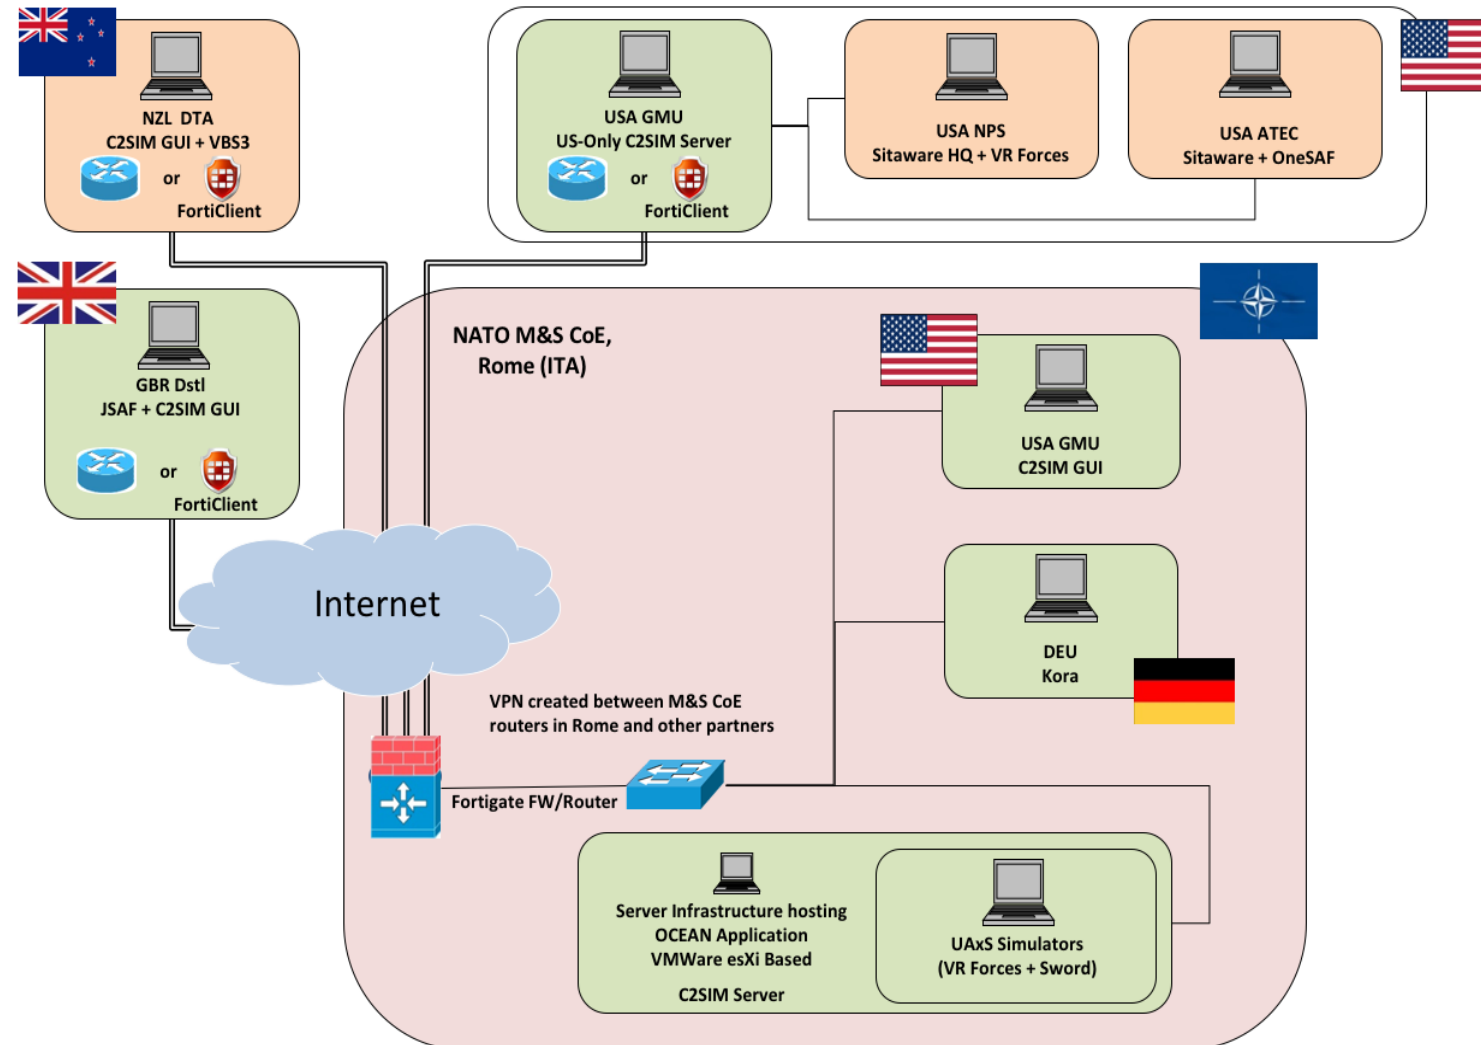 NZL DTA
C2SIM GUI + VBS3
or
FortiClient
USA GMU
US-Only C2SIM Server
or
FortiClient
USA NPS
Sitaware HQ + VR Forces
USA ATEC
Sitaware + OneSAF
GBR Dstl
JSAF + C2SIM GUI
or
FortiClient
NATO M&S CoE,
Rome (ITA)
USA GMU
C2SIM GUI
Internet
DEU
Kora
VPN created between M&S CoE
routers in Rome and other partners
Fortigate FW/Router
Server Infrastructure hosting
OCEAN Application
VMWare esXi Based
C2SIM Server
UAxS Simulators
(VR Forces + Sword)